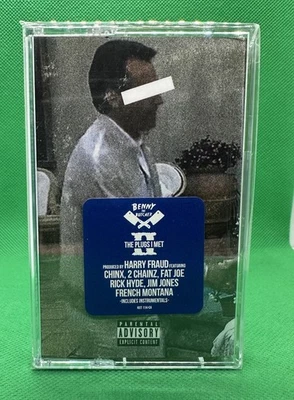 BENNY
THE
BUTCHER
THE PLUGS I MET
II
PRODUCED BY HARRY FRAUD FEATURING
CHINX, 2 CHAINZ, FAT JOE
RICK HYDE, JIM JONES
FRENCH MONTANA
-INCLUDES INSTRUMENTALS-
PARENTAL
ADVISORY
EXPLICIT CONTENT